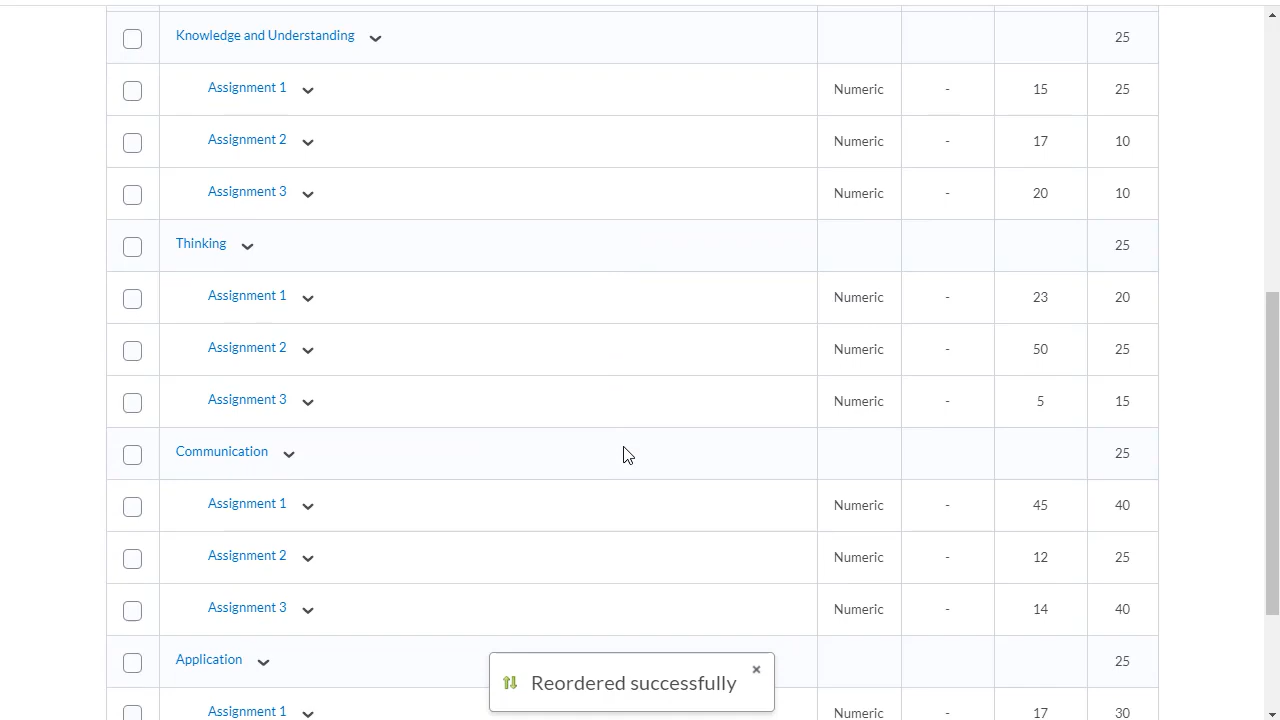 Knowledge and Understanding 25
Assignment 1 Numeric - 15 25
Assignment 2 Numeric - 17 10
Assignment 3 Numeric - 20 10
Thinking 25
Assignment 1 Numeric - 23 20
Assignment 2 Numeric - 50 25
Assignment 3 Numeric - 5 15
Communication 25
Assignment 1 Numeric - 45 40
Assignment 2 Numeric - 12 25
Assignment 3 Numeric - 14 40
Application 25
Reordered successfully ×
Assignment 1 Numeric - 17 30